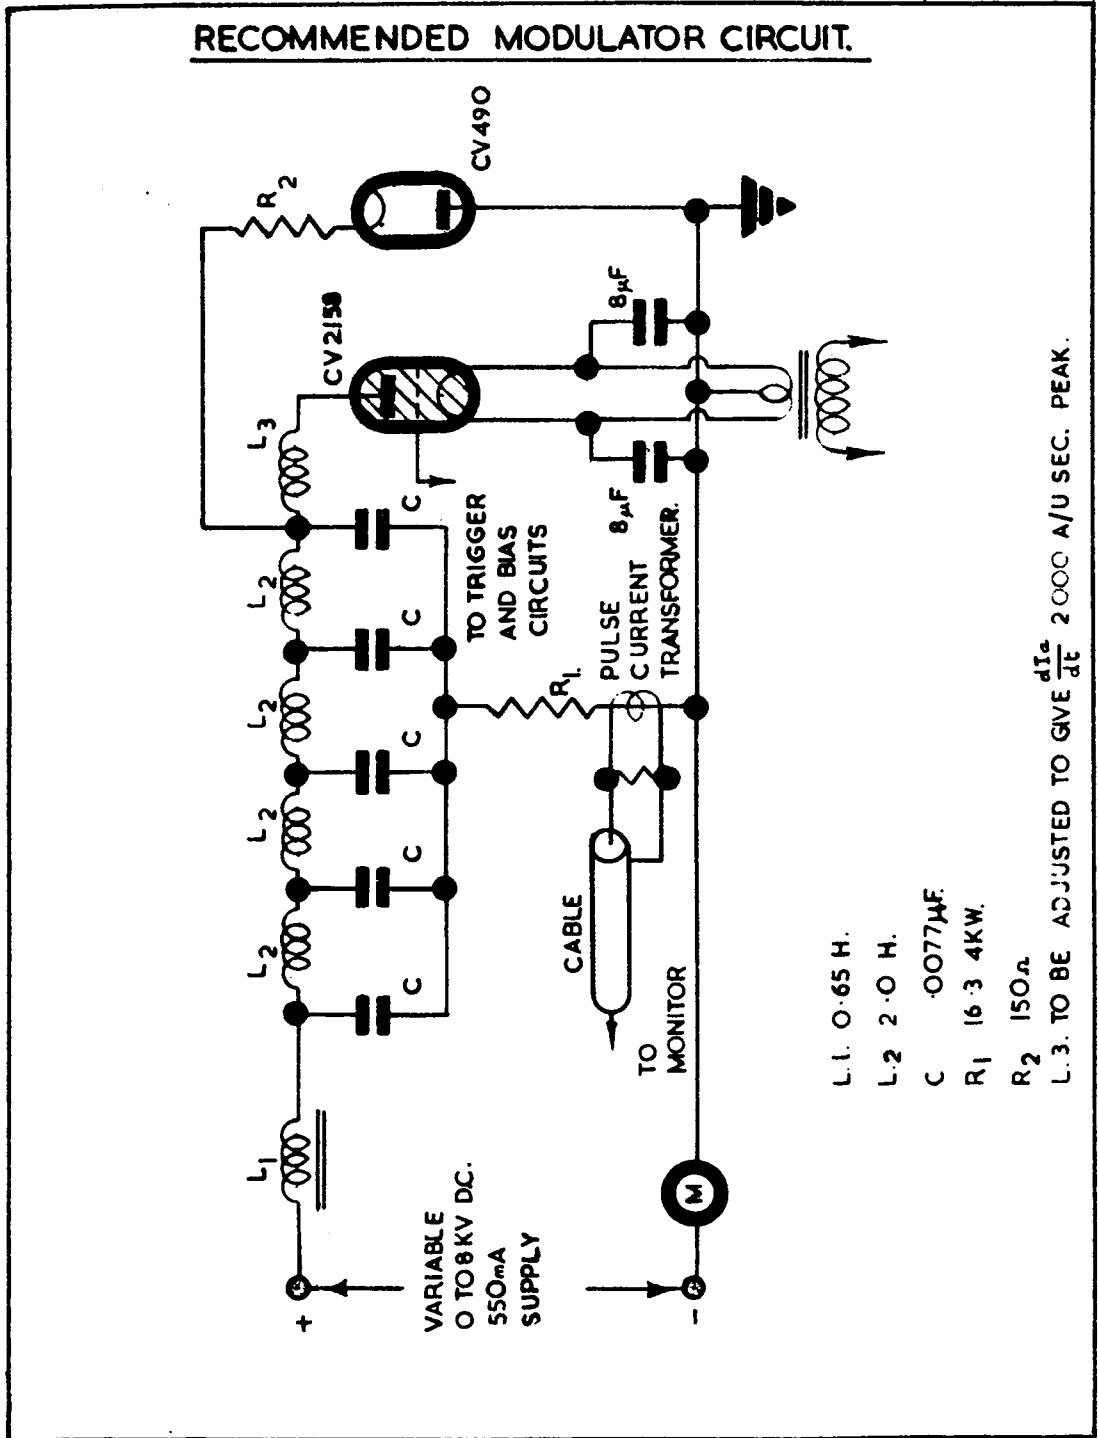 RECOMMENDED MODULATOR CIRCUIT.
L1
L2
L2
L2
L2
L3
R2
CV2158
CV490
C
C
C
C
C
+
VARIABLE
0 TO 8KV D.C.
550mA
SUPPLY
-
M
TO TRIGGER
AND BIAS
CIRCUITS
R1.
PULSE
CURRENT
TRANSFORMER.
8µF
8µF
CABLE
TO
MONITOR
L.1. 0·65 H.
L.2 2·0 H.
C ·0077µF.
R1 16·3 4KW.
R2 150Ω
L.3. TO BE ADJUSTED TO GIVE dIa/dt 2000 A/U SEC. PEAK.